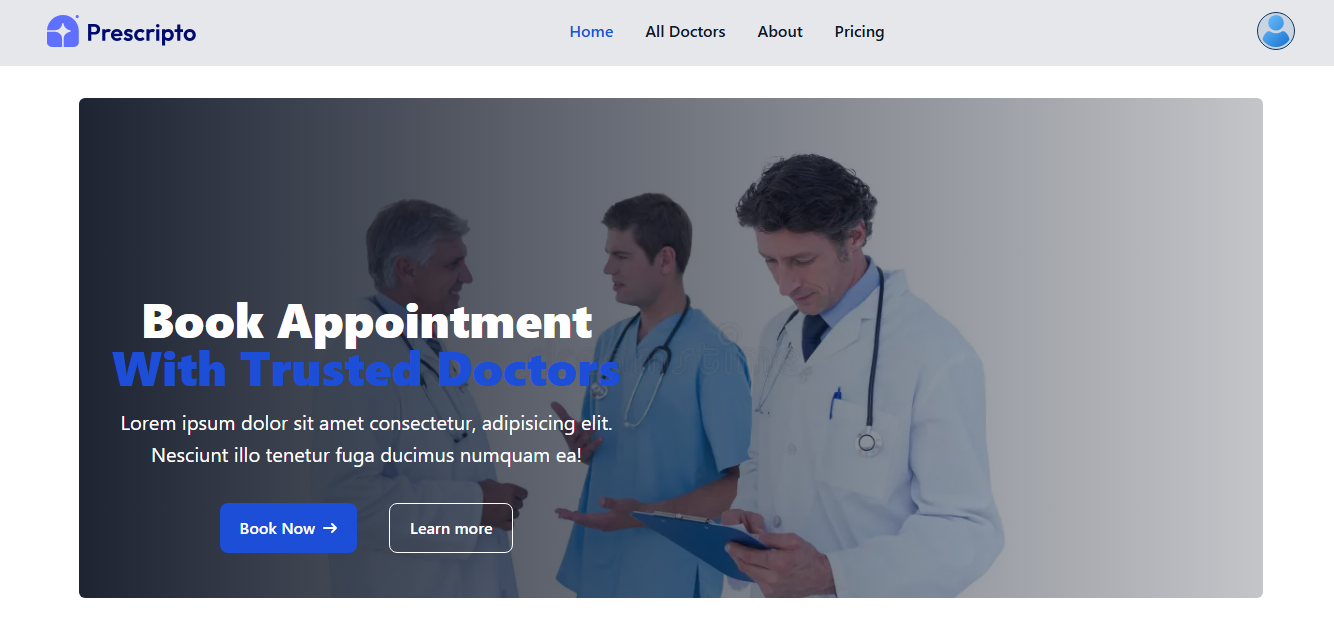 Prescripto
Home
All Doctors
About
Pricing
Book Appointment
With Trusted Doctors
Lorem ipsum dolor sit amet consectetur, adipisicing elit.
Nesciunt illo tenetur fuga ducimus numquam ea!
Book Now →
Learn more